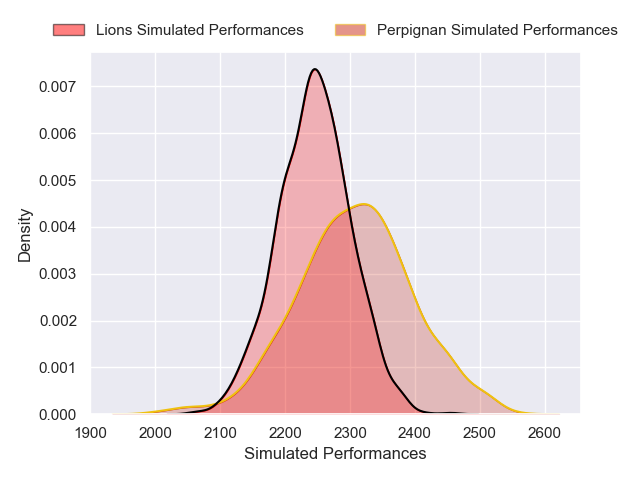 Lions Simulated Performances
Perpignan Simulated Performances
0.007
0.006
0.005
0.004
0.003
0.002
0.001
0.000
Density
1900 2000 2100 2200 2300 2400 2500 2600
Simulated Performances